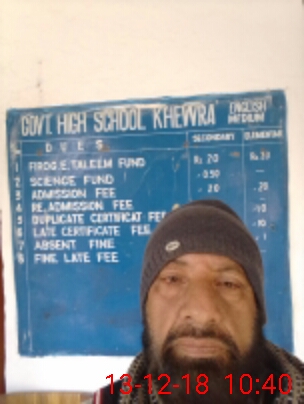 GOVT. HIGH SCHOOL KHEWRA ENGLISH MEDIUM
DUES SECONDARY ELEMENTARY
1 FIROG E TALEEM FUND Rs 20 Rs 20
2 SCIENCE FUND -0.50 —
3 ADMISSION FEE -20 -20
4 RE ADMISSION FEE
5 DUPLICATE CERTIFICAT FEE -10
6 LATE CERTIFICATE FEE -10
7 ABSENT FINE
8 FINE LATE FEE
13-12-18 10:40